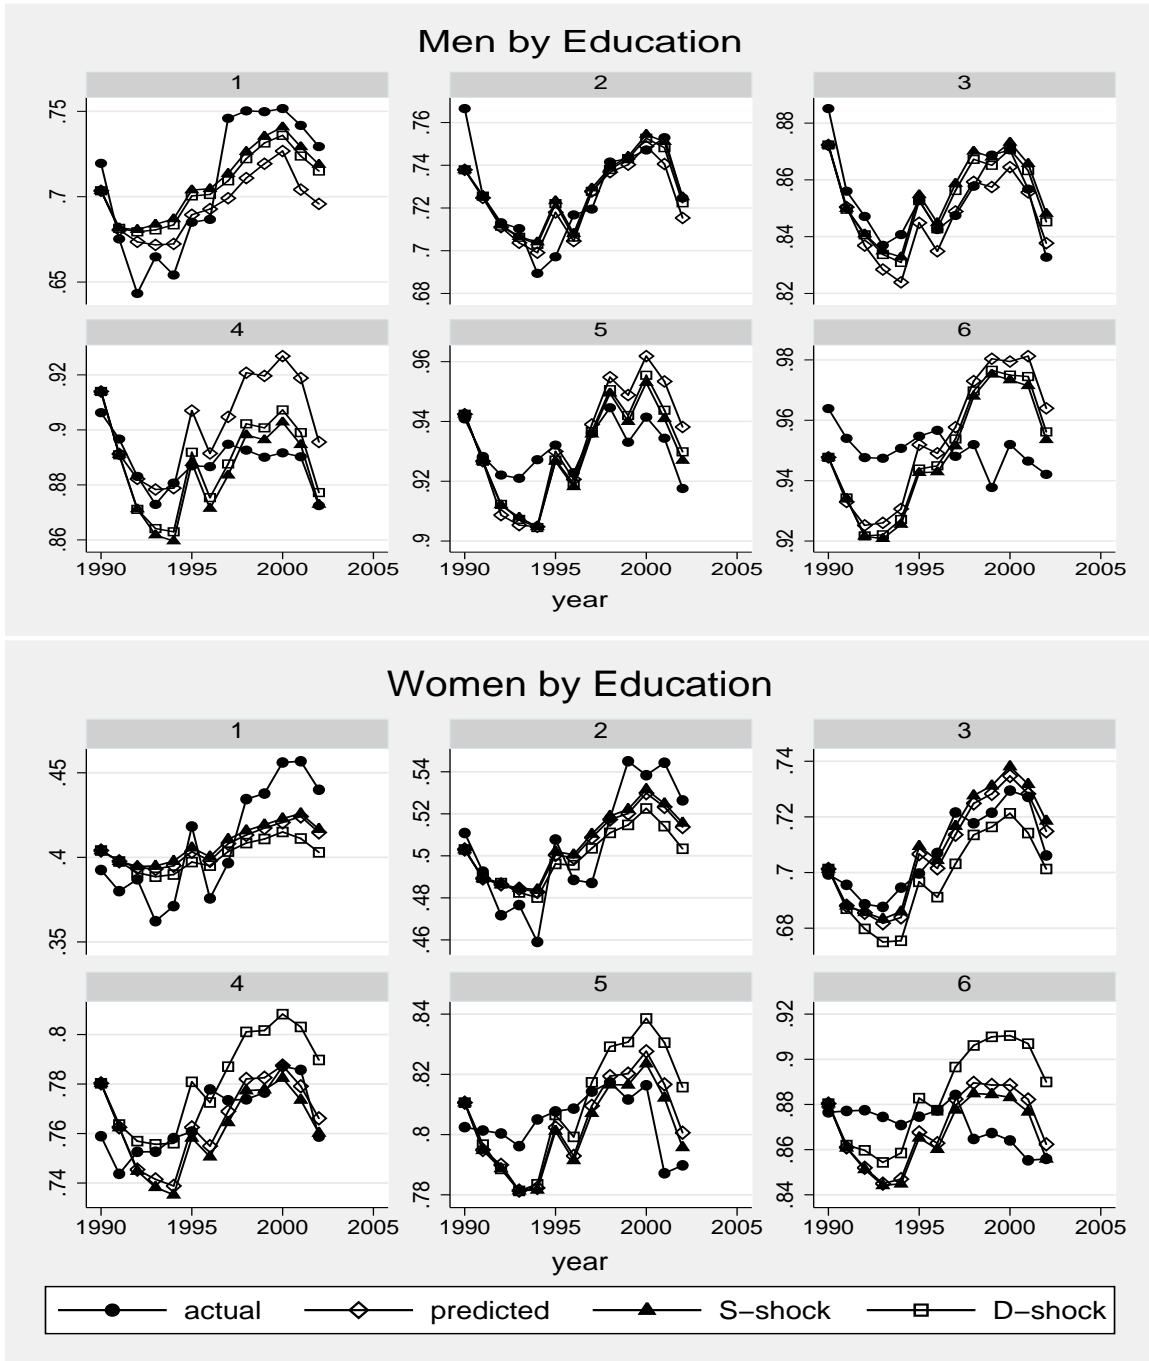 Men by Education
1 2 3
.75 .7 .65
.76 .74 .72 .7 .68
.88 .86 .84 .82
4 5 6
.92 .9 .88 .86
.96 .94 .92 .9
.98 .96 .94 .92
1990 1995 2000 2005 1990 1995 2000 2005 1990 1995 2000 2005
year
Women by Education
1 2 3
.45 .4 .35
.54 .52 .5 .48 .46
.74 .72 .7 .68
4 5 6
.8 .78 .76 .74
.84 .82 .8 .78
.92 .9 .88 .86 .84
1990 1995 2000 2005 1990 1995 2000 2005 1990 1995 2000 2005
year
actual predicted S−shock D−shock